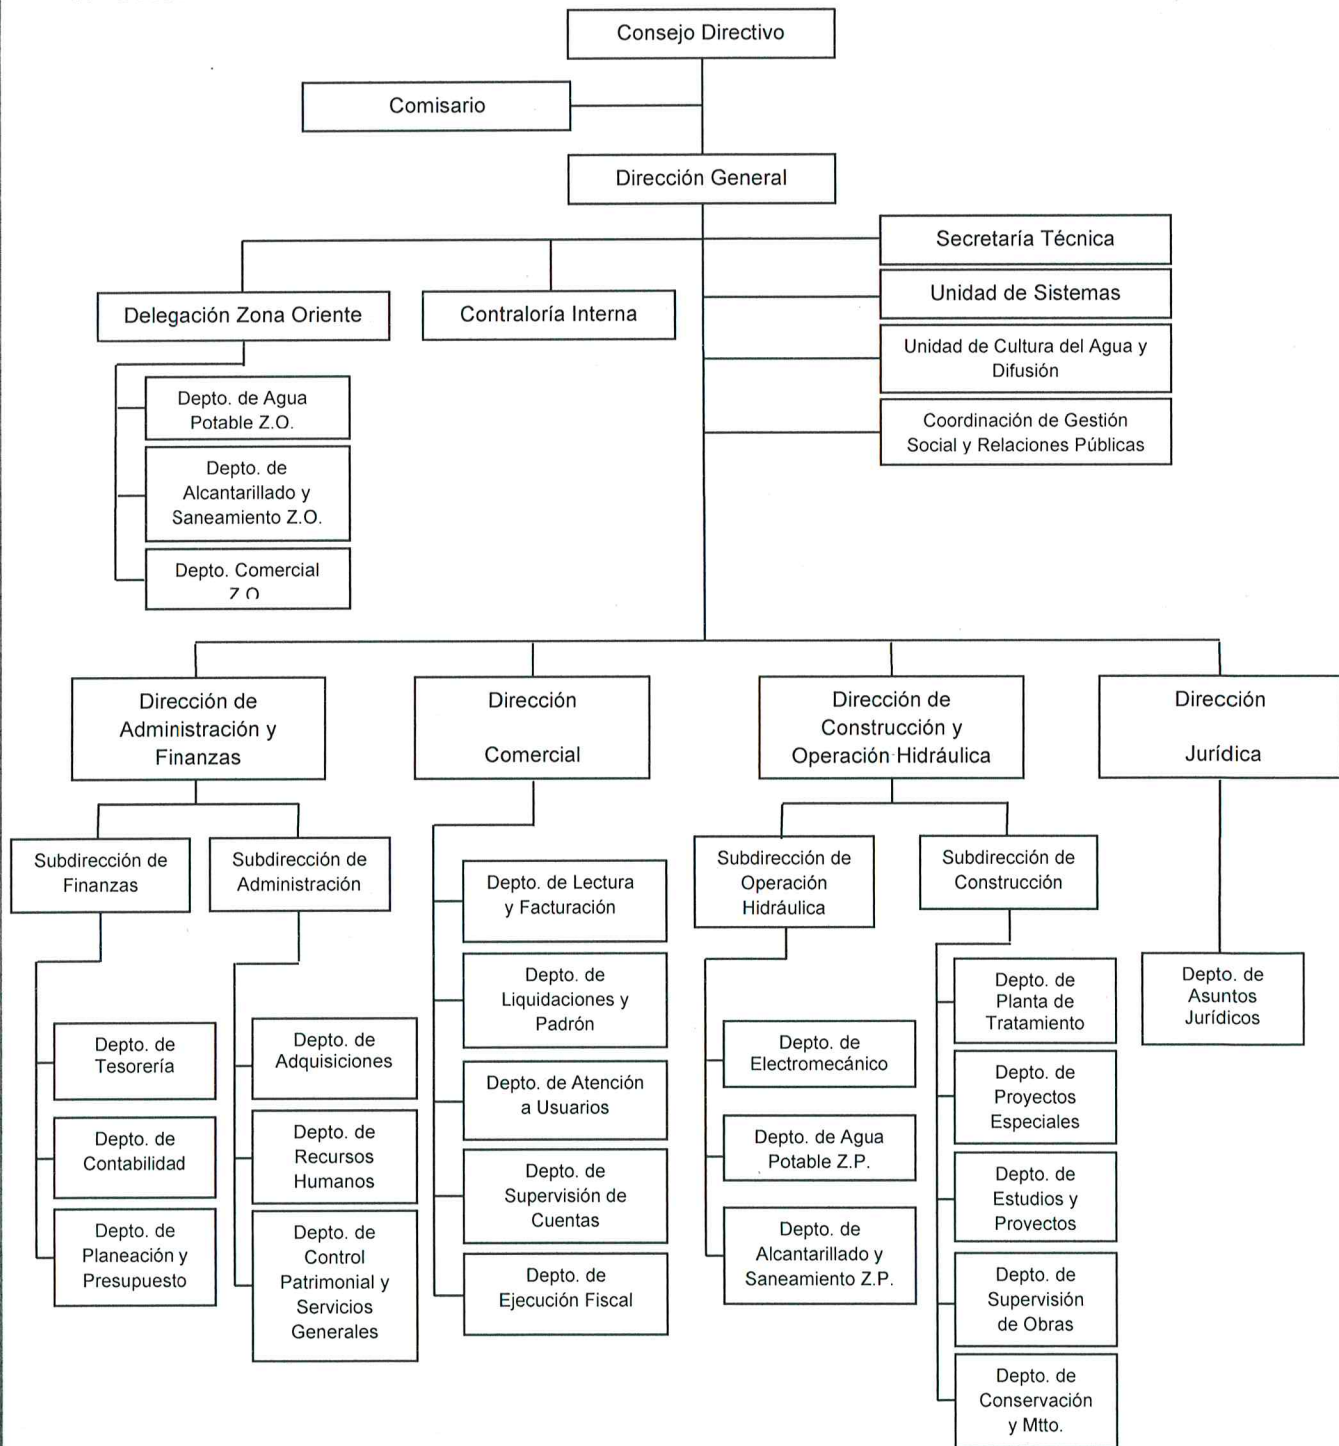 Consejo Directivo
Comisario
Dirección General
Secretaría Técnica
Unidad de Sistemas
Unidad de Cultura del Agua y
Difusión
Coordinación de Gestión
Social y Relaciones Públicas
Delegación Zona Oriente
Contraloría Interna
Depto. de Agua
Potable Z.O.
Depto. de
Alcantarillado y
Saneamiento Z.O.
Depto. Comercial
Z.O
Dirección de
Administración y
Finanzas
Dirección
Comercial
Dirección de
Construcción y
Operación Hidráulica
Dirección
Jurídica
Subdirección de
Finanzas
Subdirección de
Administración
Subdirección de
Operación
Hidráulica
Subdirección de
Construcción
Depto. de
Tesorería
Depto. de
Contabilidad
Depto. de
Planeación y
Presupuesto
Depto. de
Adquisiciones
Depto. de
Recursos
Humanos
Depto. de
Control
Patrimonial y
Servicios
Generales
Depto. de Lectura
y Facturación
Depto. de
Liquidaciones y
Padrón
Depto. de Atención
a Usuarios
Depto. de
Supervisión de
Cuentas
Depto. de
Ejecución Fiscal
Depto. de
Electromecánico
Depto. de Agua
Potable Z.P.
Depto. de
Alcantarillado y
Saneamiento Z.P.
Depto. de
Planta de
Tratamiento
Depto. de
Proyectos
Especiales
Depto. de
Estudios y
Proyectos
Depto. de
Supervisión
de Obras
Depto. de
Conservación
y Mtto.
Depto. de
Asuntos
Jurídicos